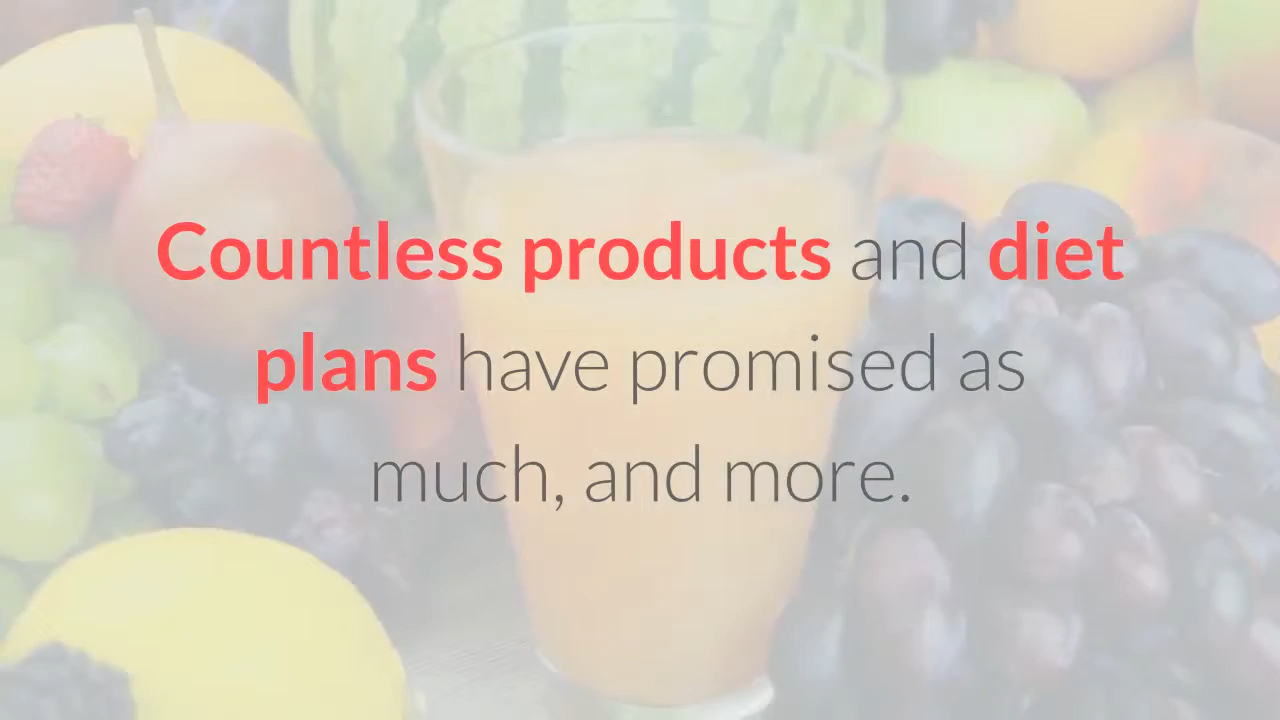 Countless products and diet
plans have promised as
much, and more.